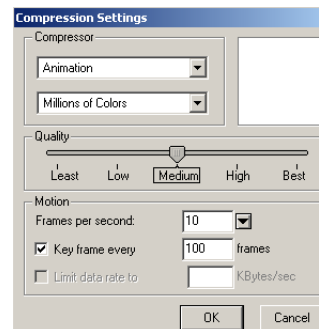 Compression Settings
Compressor
Animation
Millions of Colors
Quality
Least Low Medium High Best
Motion
Frames per second: 10
Key frame every 100 frames
Limit data rate to KBytes/sec
OK Cancel